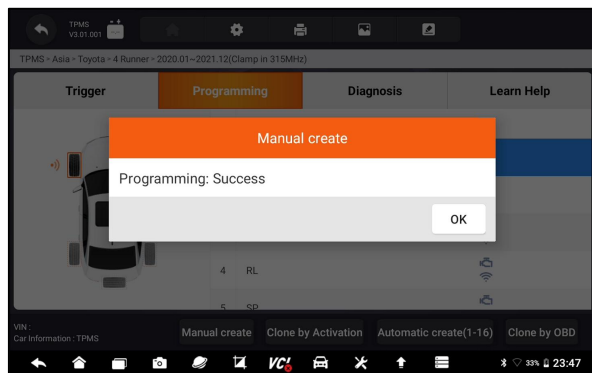 TPMS
V3.01.001
TPMS > Asia > Toyota > 4 Runner > 2020.01~2021.12(Clamp in 315MHz)
Trigger Programming Diagnosis Learn Help
Manual create
Programming: Success
OK
4 RL
5 SP
VIN :
Car Information : TPMS
Manual create Clone by Activation Automatic create(1-16) Clone by OBD
VCI 33% 23:47